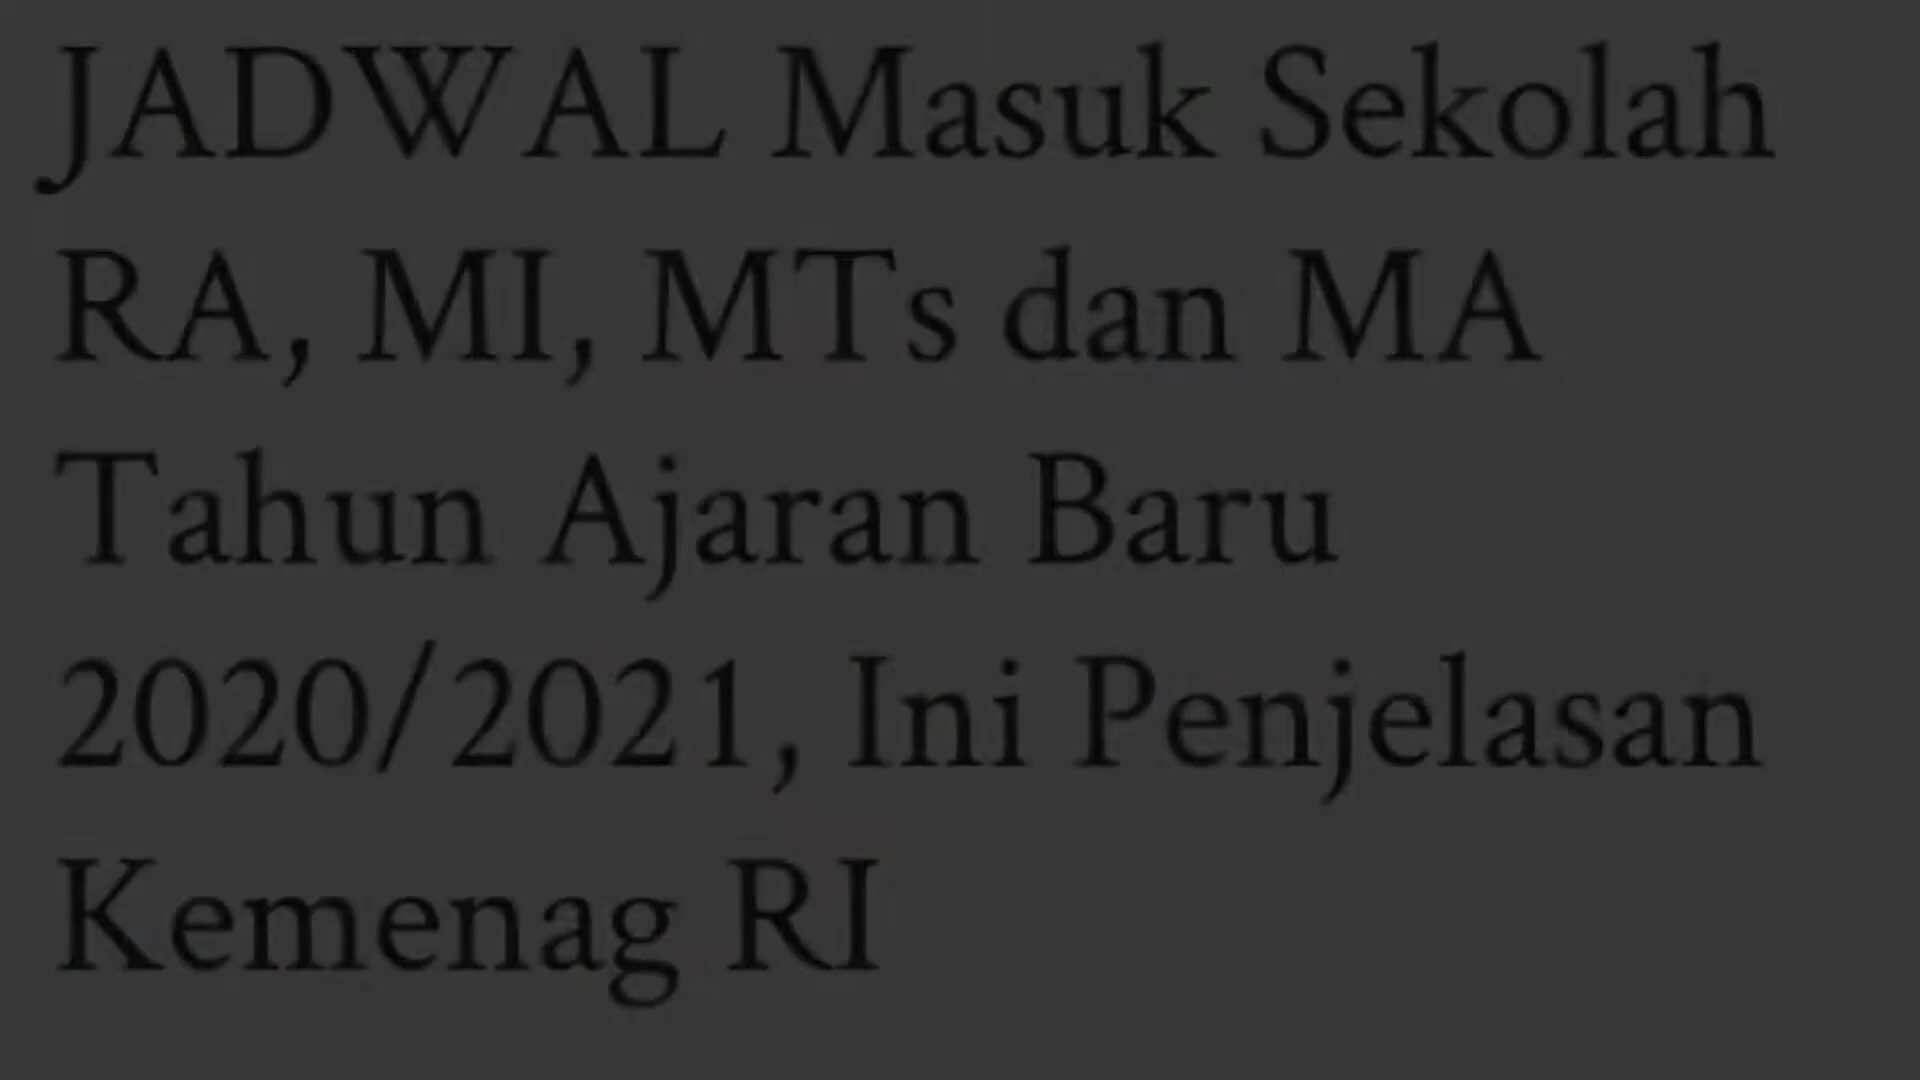 JADWAL Masuk Sekolah
RA, MI, MTs dan MA
Tahun Ajaran Baru
2020/2021, Ini Penjelasan
Kemenag RI